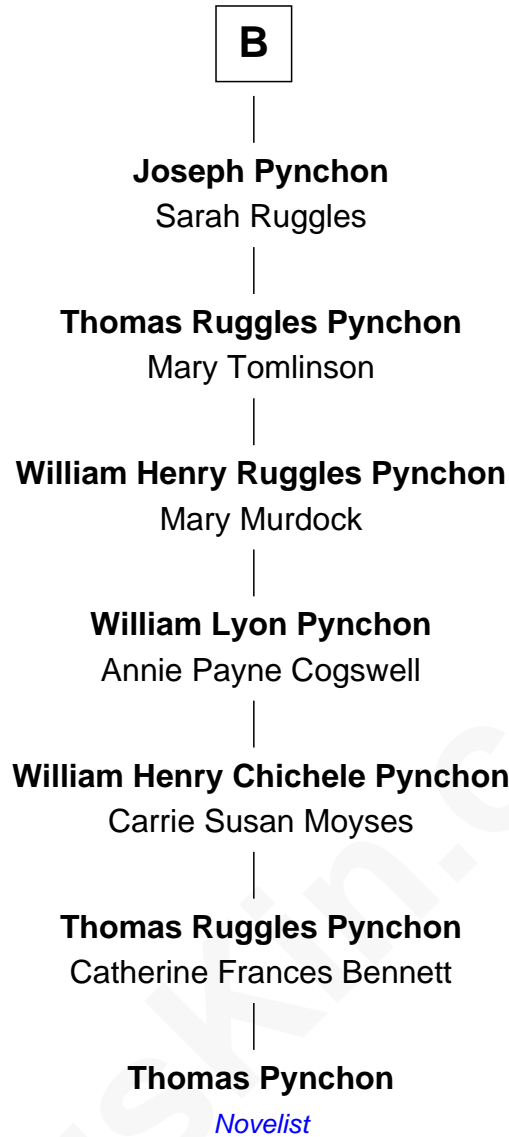 B
Joseph Pynchon
Sarah Ruggles
Thomas Ruggles Pynchon
Mary Tomlinson
William Henry Ruggles Pynchon
Mary Murdock
William Lyon Pynchon
Annie Payne Cogswell
William Henry Chichele Pynchon
Carrie Susan Moyses
Thomas Ruggles Pynchon
Catherine Frances Bennett
Thomas Pynchon
Novelist